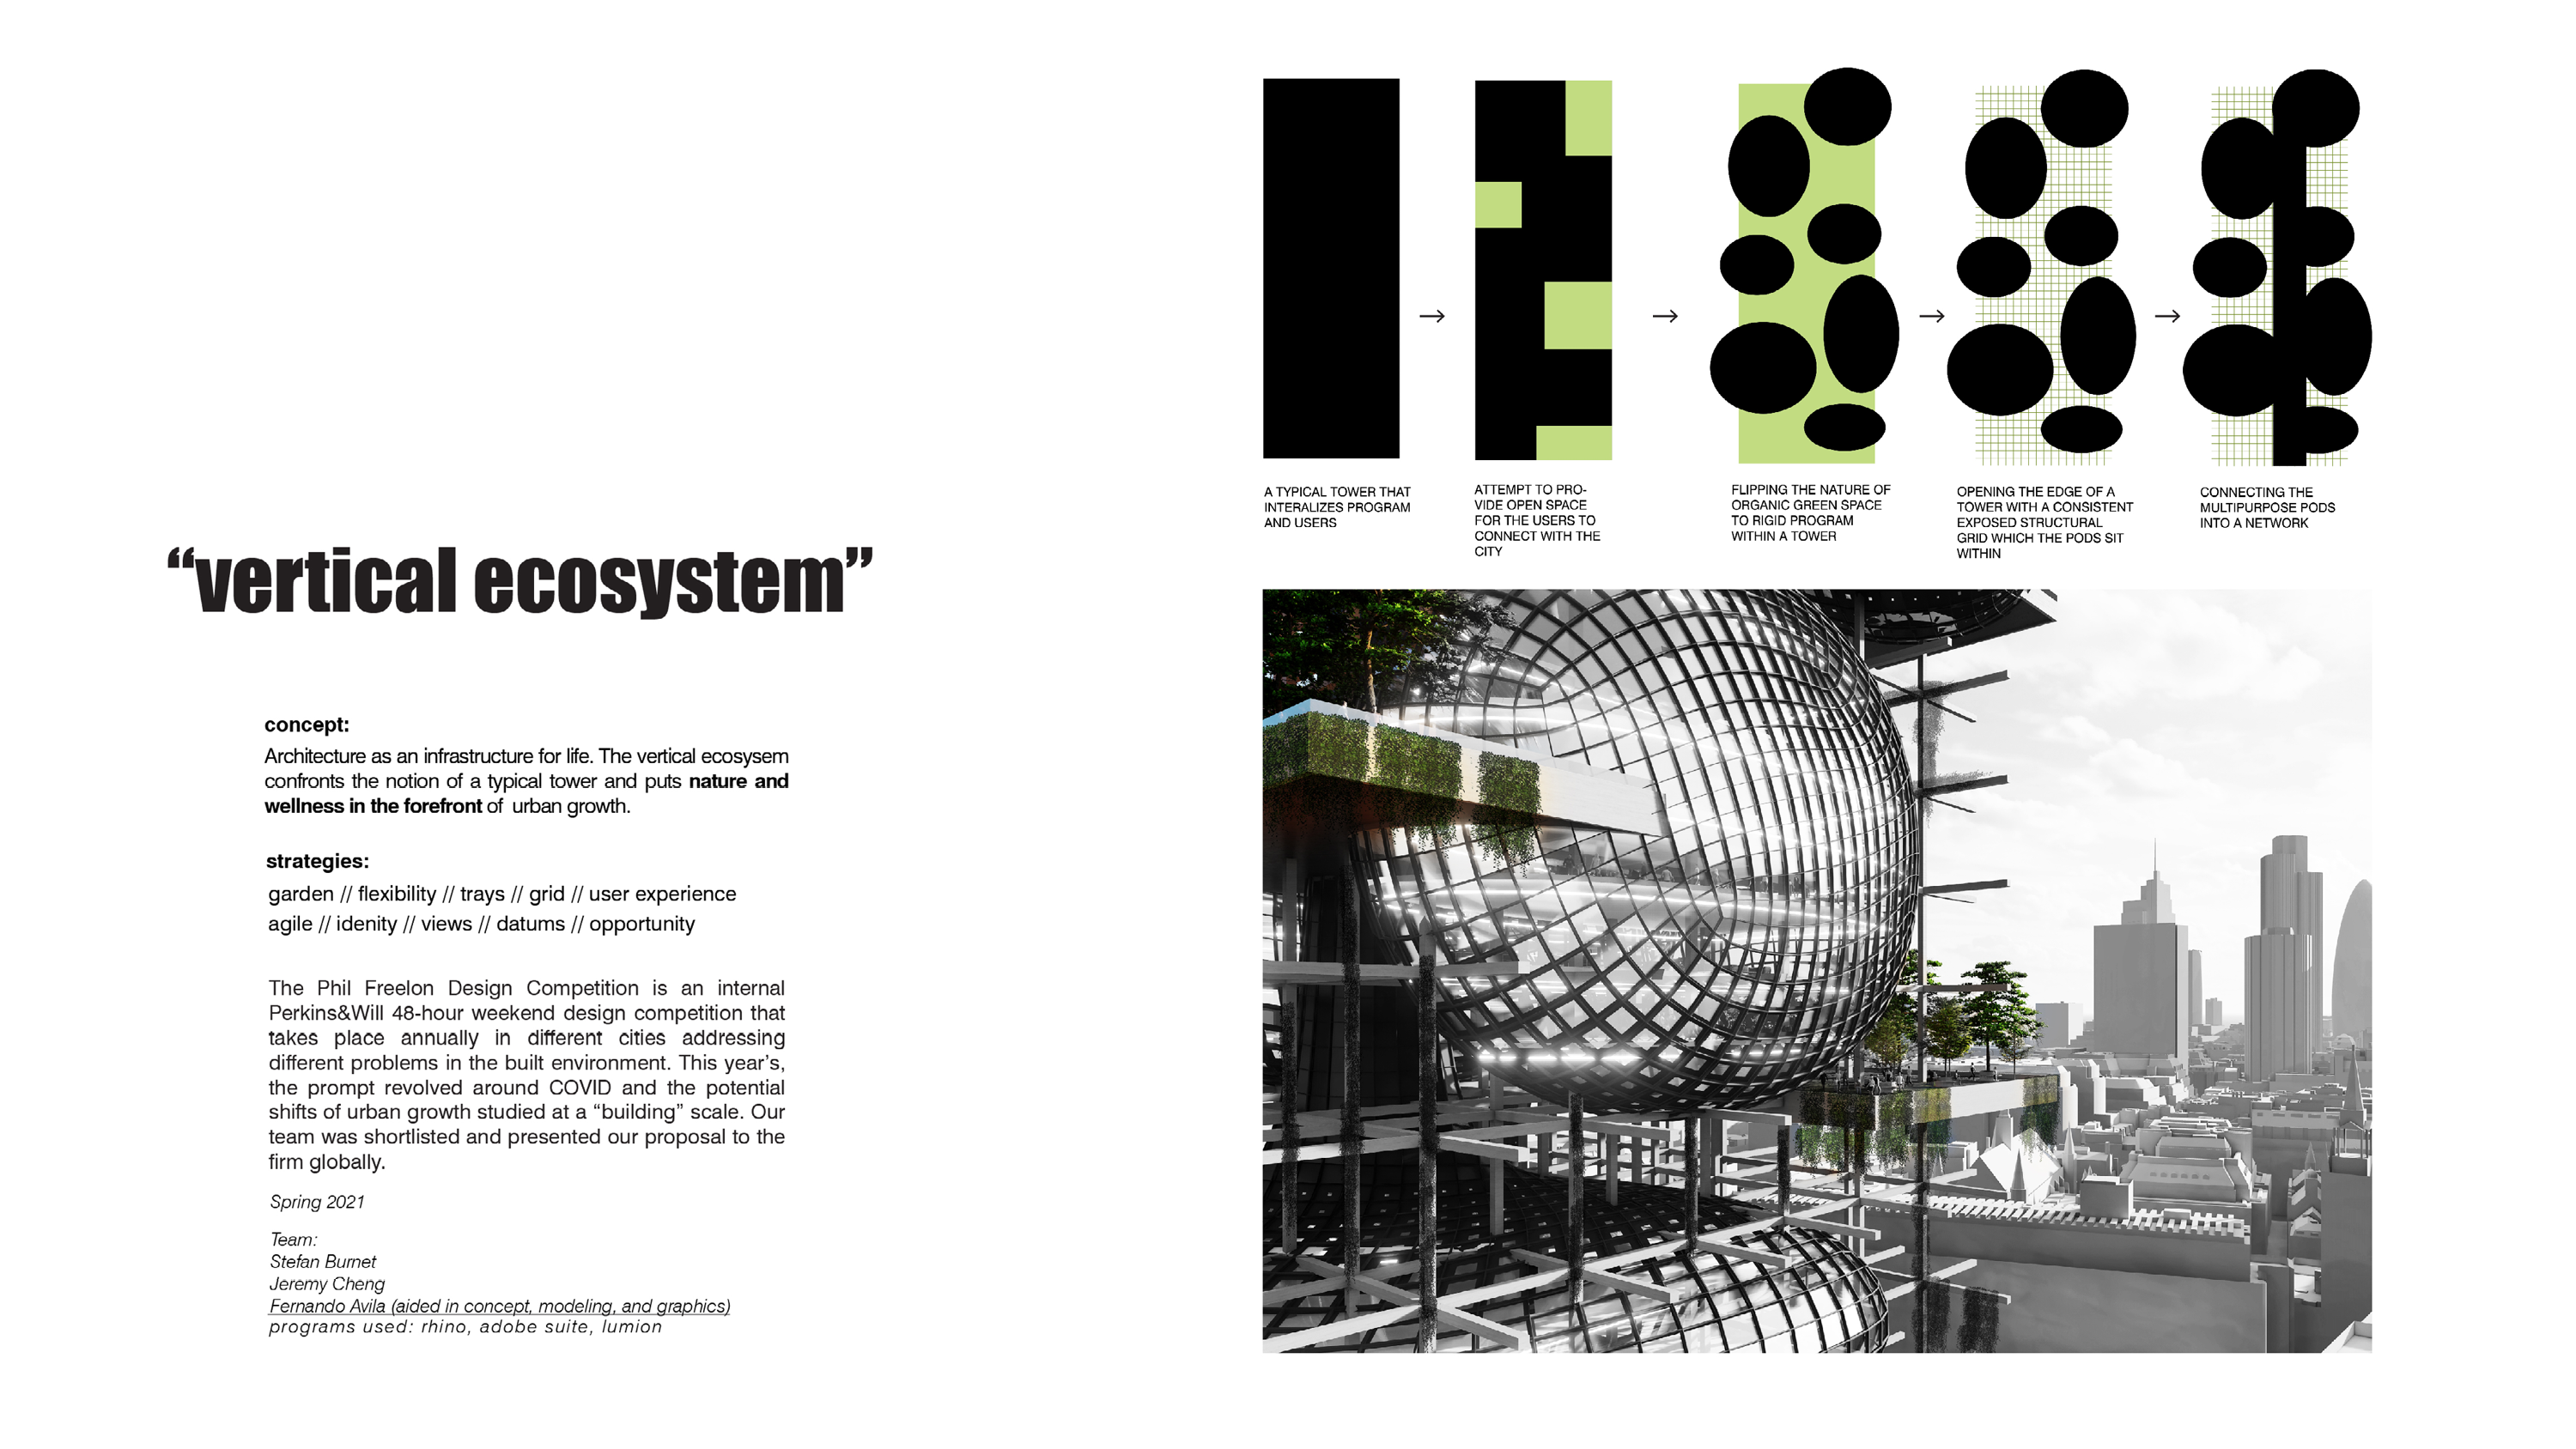 “vertical ecosystem”
concept:
Architecture as an infrastructure for life. The vertical ecosysem
confronts the notion of a typical tower and puts nature and
wellness in the forefront of urban growth.
strategies:
garden // flexibility // trays // grid // user experience
agile // idenity // views // datums // opportunity
The Phil Freelon Design Competition is an internal
Perkins&Will 48-hour weekend design competition that
takes place annually in different cities addressing
different problems in the built environment. This year’s,
the prompt revolved around COVID and the potential
shifts of urban growth studied at a “building” scale. Our
team was shortlisted and presented our proposal to the
firm globally.
Spring 2021
Team:
Stefan Burnet
Jeremy Cheng
Fernando Avila (aided in concept, modeling, and graphics)
programs used: rhino, adobe suite, lumion
A TYPICAL TOWER THAT
INTERALIZES PROGRAM
AND USERS
ATTEMPT TO PRO-
VIDE OPEN SPACE
FOR THE USERS TO
CONNECT WITH THE
CITY
FLIPPING THE NATURE OF
ORGANIC GREEN SPACE
TO RIGID PROGRAM
WITHIN A TOWER
OPENING THE EDGE OF A
TOWER WITH A CONSISTENT
EXPOSED STRUCTURAL
GRID WHICH THE PODS SIT
WITHIN
CONNECTING THE
MULTIPURPOSE PODS
INTO A NETWORK